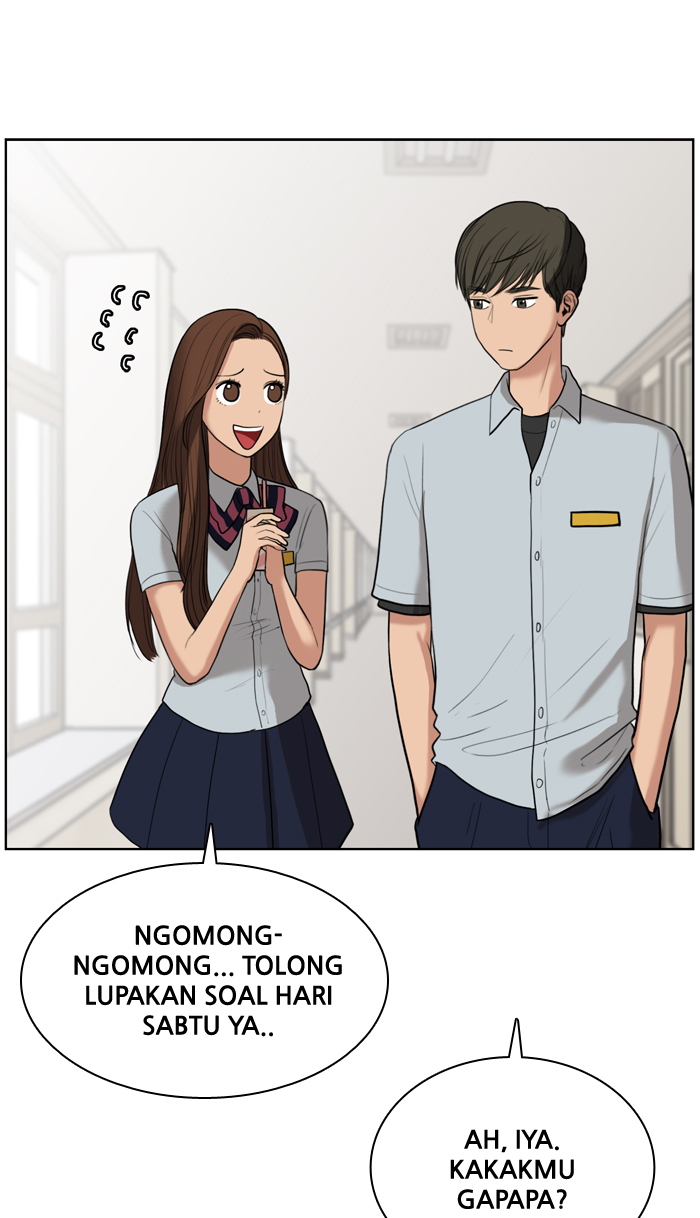 NGOMONG-
NGOMONG... TOLONG
LUPAKAN SOAL HARI
SABTU YA..
AH, IYA.
KAKAKMU
GAPAPA?